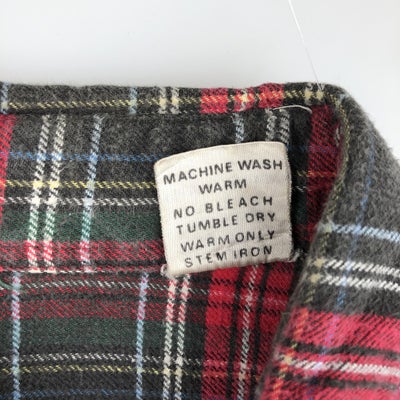 MACHINE WASH
WARM
NO BLEACH
TUMBLE DRY
WARM ONLY
STEM IRON